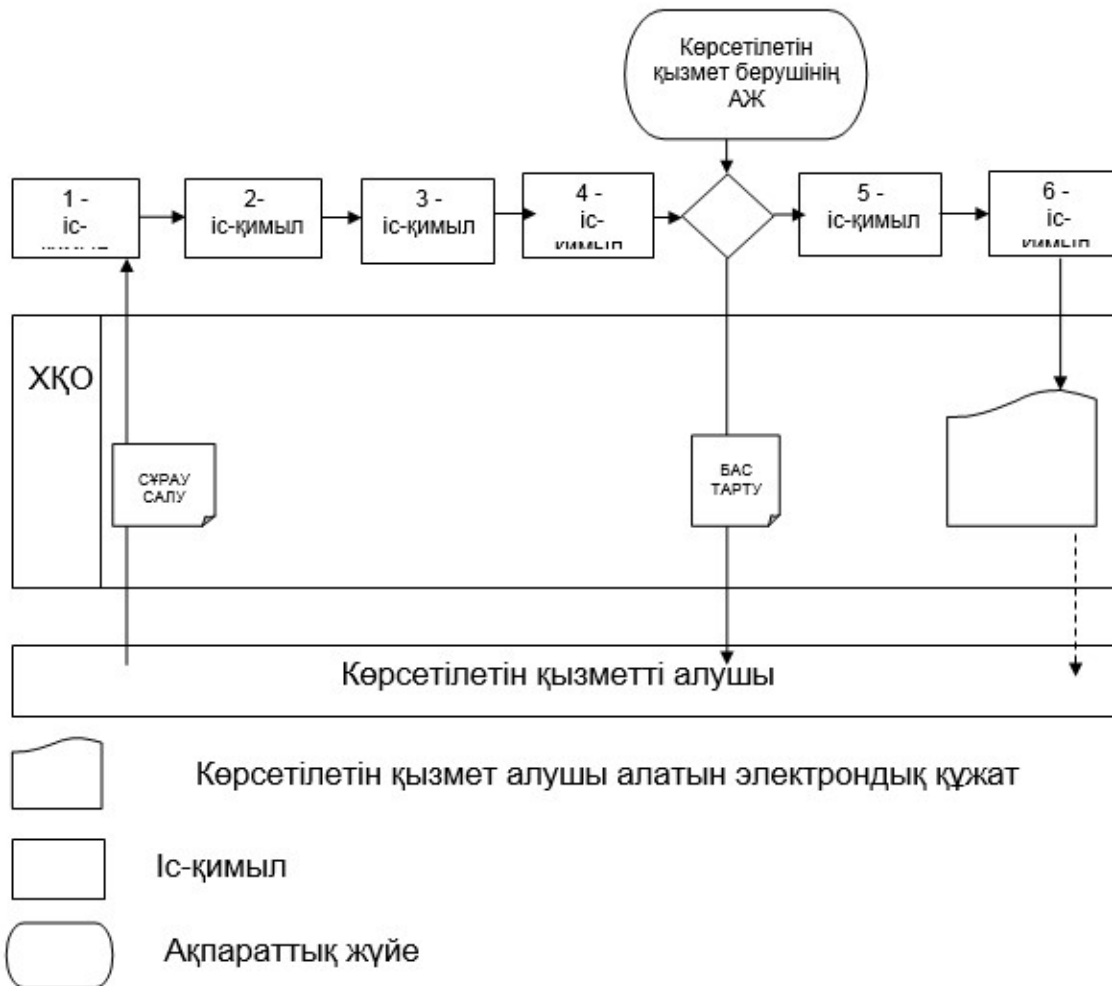 Көрсетілетін
қызмет берушінің
АЖ
1 -
іс-
2-
іс-қимыл
3 -
іс-қимыл
4 -
іс-
5 -
іс-қимыл
6 -
іс-
ХҚО
СҰРАУ
САЛУ
БАС
ТАРТУ
Көрсетілетін қызметті алушы
Көрсетілетін қызмет алушы алатын электрондық құжат
Іс-қимыл
Ақпараттық жүйе